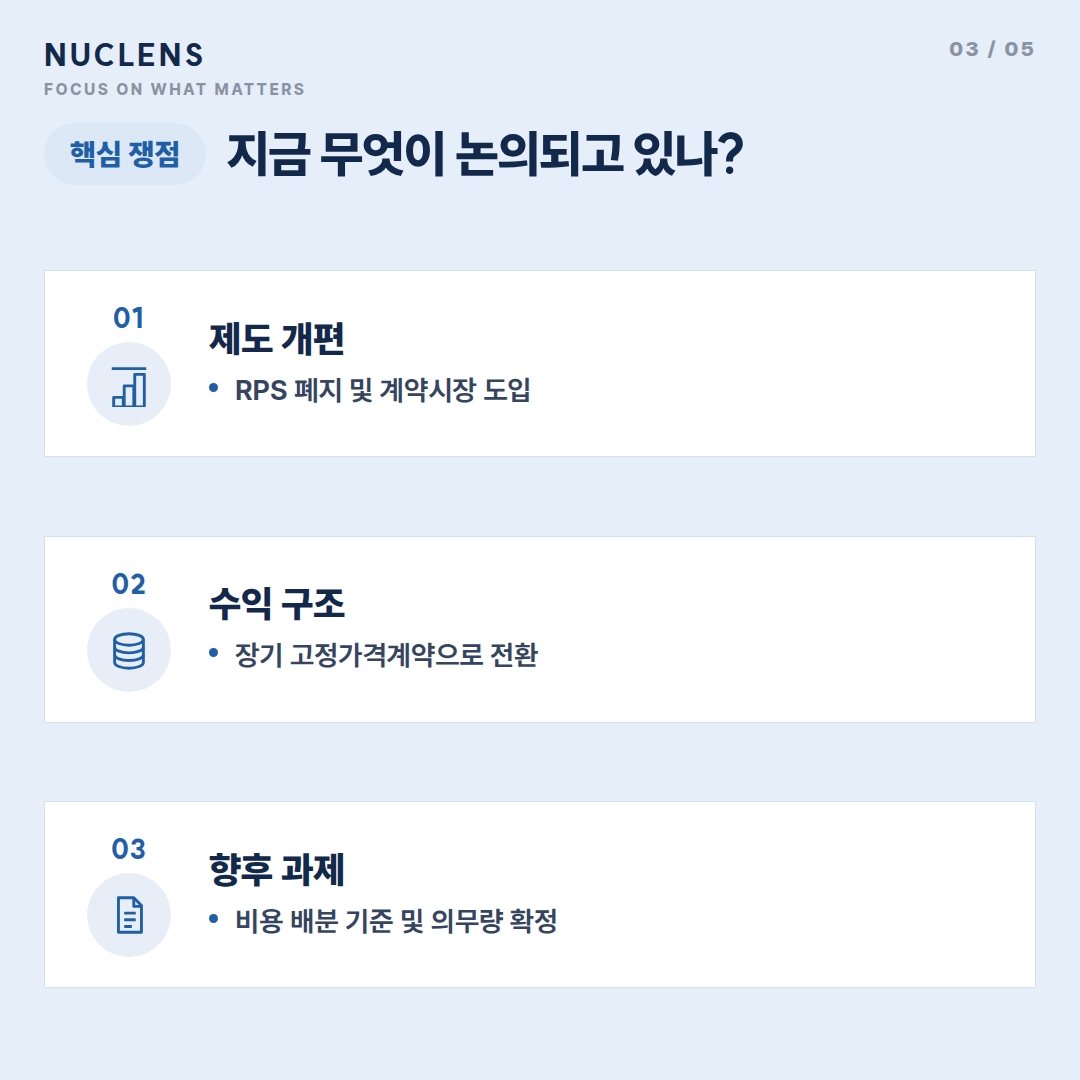 NUCLENS
03 / 05
FOCUS ON WHAT MATTERS
핵심 쟁점 지금 무엇이 논의되고 있나?
01
제도 개편
• RPS 폐지 및 계약시장 도입
02
수익 구조
• 장기 고정가격계약으로 전환
03
향후 과제
• 비용 배분 기준 및 의무량 확정